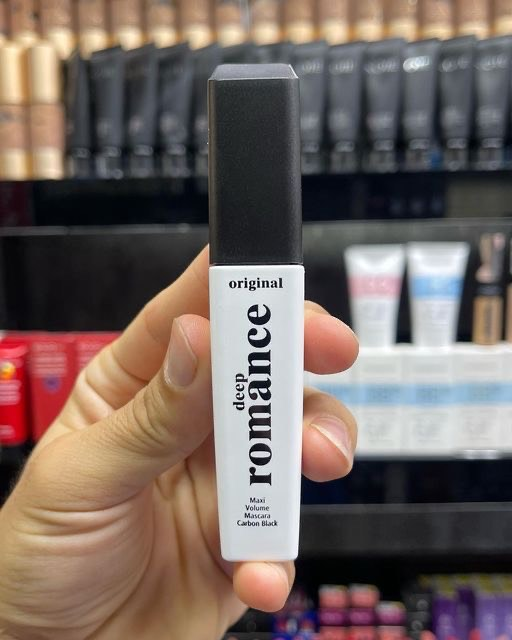 original
deep
romance
Maxi
Volume
Mascara
Carbon Black